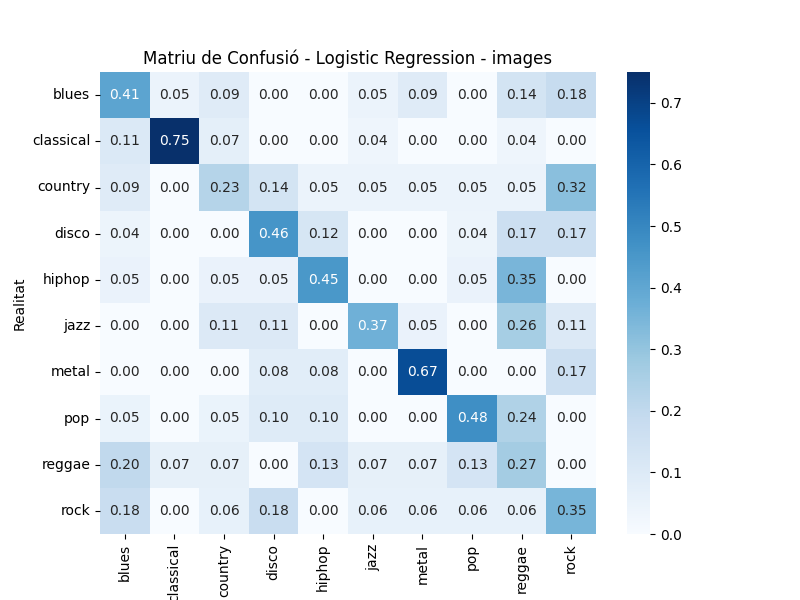 Matriu de Confusió - Logistic Regression - images
blues 0.41 0.05 0.09 0.00 0.00 0.05 0.09 0.00 0.14 0.18
classical 0.11 0.75 0.07 0.00 0.00 0.04 0.00 0.00 0.04 0.00
country 0.09 0.00 0.23 0.14 0.05 0.05 0.05 0.05 0.05 0.32
disco 0.04 0.00 0.00 0.46 0.12 0.00 0.00 0.04 0.17 0.17
hiphop 0.05 0.00 0.05 0.05 0.45 0.00 0.00 0.05 0.35 0.00
jazz 0.00 0.00 0.11 0.11 0.00 0.37 0.05 0.00 0.26 0.11
metal 0.00 0.00 0.00 0.08 0.08 0.00 0.67 0.00 0.00 0.17
pop 0.05 0.00 0.05 0.10 0.10 0.00 0.00 0.48 0.24 0.00
reggae 0.20 0.07 0.07 0.00 0.13 0.07 0.07 0.13 0.27 0.00
rock 0.18 0.00 0.06 0.18 0.00 0.06 0.06 0.06 0.06 0.35
Realitat
blues classical country disco hiphop jazz metal pop reggae rock
0.7
0.6
0.5
0.4
0.3
0.2
0.1
0.0